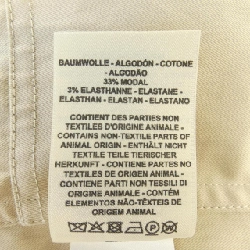 BAUMWOLLE - ALGODÓN - COTONE
- ALGODÃO
33% MODAL
3% ELASTHANNE - ELASTANE -
ELASTHAN - ELASTAN - ELASTANO
CONTIENT DES PARTIES NON
TEXTILES D'ORIGINE ANIMALE -
CONTAINS NON-TEXTILE PARTS OF
ANIMAL ORIGIN - ENTHÄLT NICHT
TEXTILE TEILE TIERISCHER
HERKUNFT - CONTIENE PARTES NO
TEXTILES DE ORIGEN ANIMAL -
CONTIENE PARTI NON TESSILI DI
ORIGINE ANIMALE - CONTÉM
ELEMENTOS NÃO-TÊXTEIS DE
ORIGEM ANIMAL